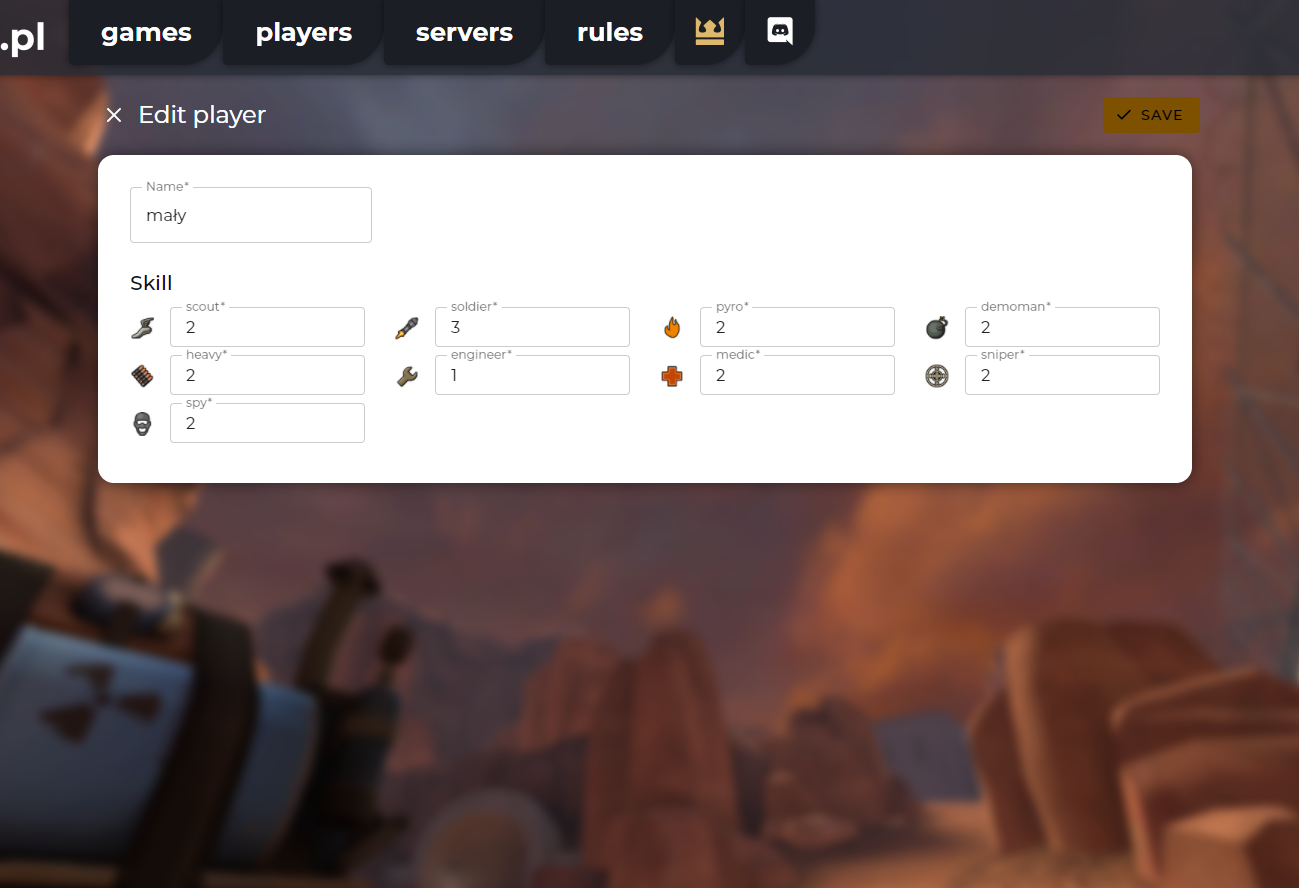 .pl games players servers rules
Edit player
SAVE
Name*
mały
Skill
scout* soldier* pyro* demoman*
2 3 2 2
heavy* engineer* medic* sniper*
2 1 2 2
spy*
2